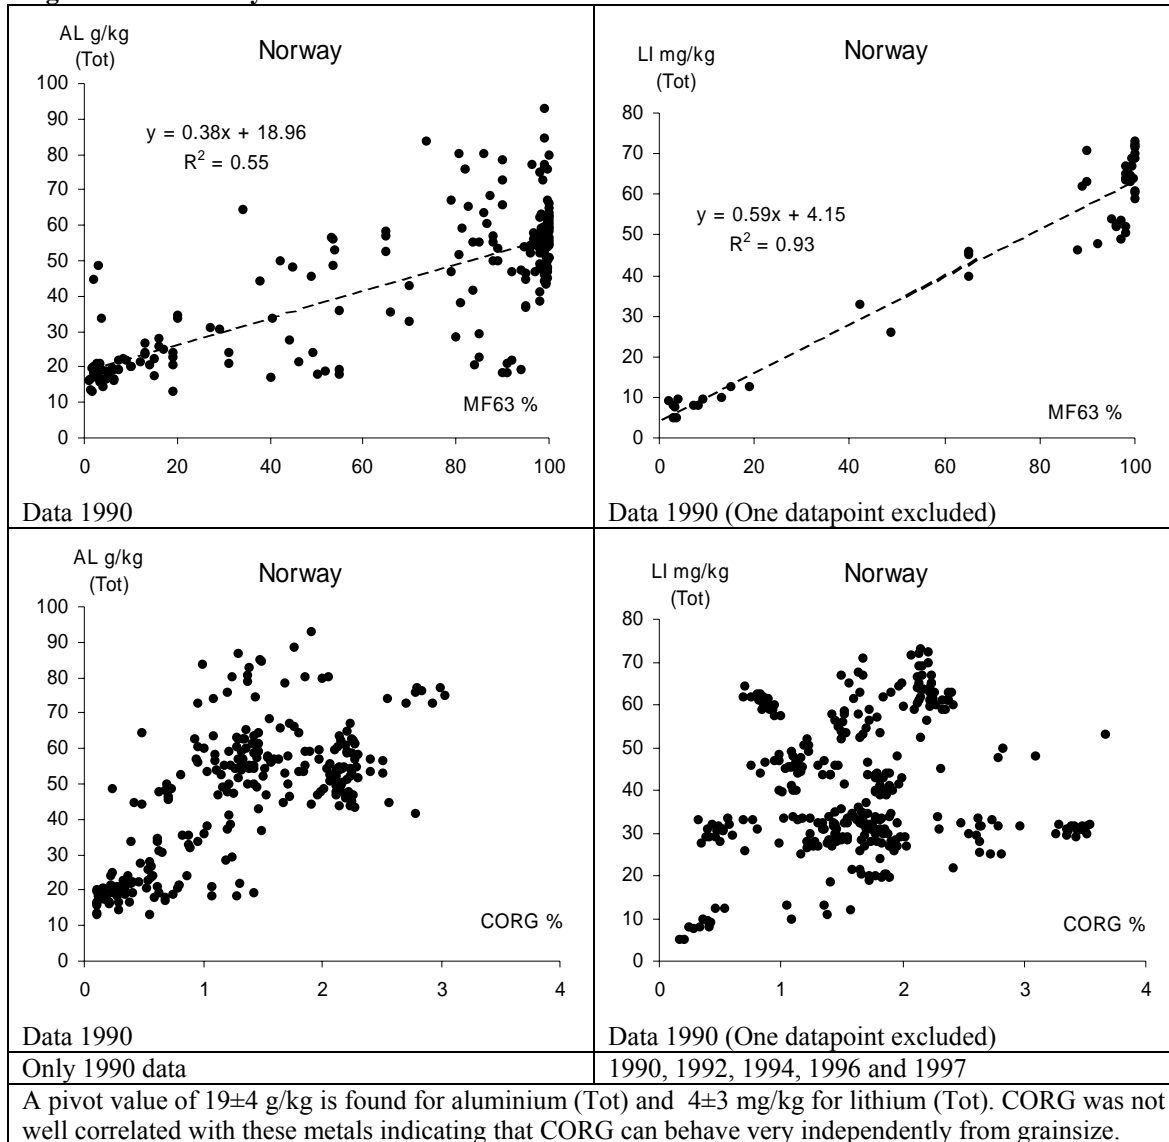 AL g/kg
(Tot)
Norway
100
90
80
70
60
50
40
30
20
10
0
y = 0.38x + 18.96
R² = 0.55
MF63 %
0 20 40 60 80 100
Data 1990
LI mg/kg
(Tot)
Norway
80
70
60
50
40
30
20
10
0
y = 0.59x + 4.15
R² = 0.93
MF63 %
0 20 40 60 80 100
Data 1990 (One datapoint excluded)
AL g/kg
(Tot)
Norway
100
90
80
70
60
50
40
30
20
10
0
CORG %
0 1 2 3 4
Data 1990
LI mg/kg
(Tot)
Norway
80
70
60
50
40
30
20
10
0
CORG %
0 1 2 3 4
Data 1990 (One datapoint excluded)
Only 1990 data
1990, 1992, 1994, 1996 and 1997
A pivot value of 19±4 g/kg is found for aluminium (Tot) and 4±3 mg/kg for lithium (Tot). CORG was not
well correlated with these metals indicating that CORG can behave very independently from grainsize.